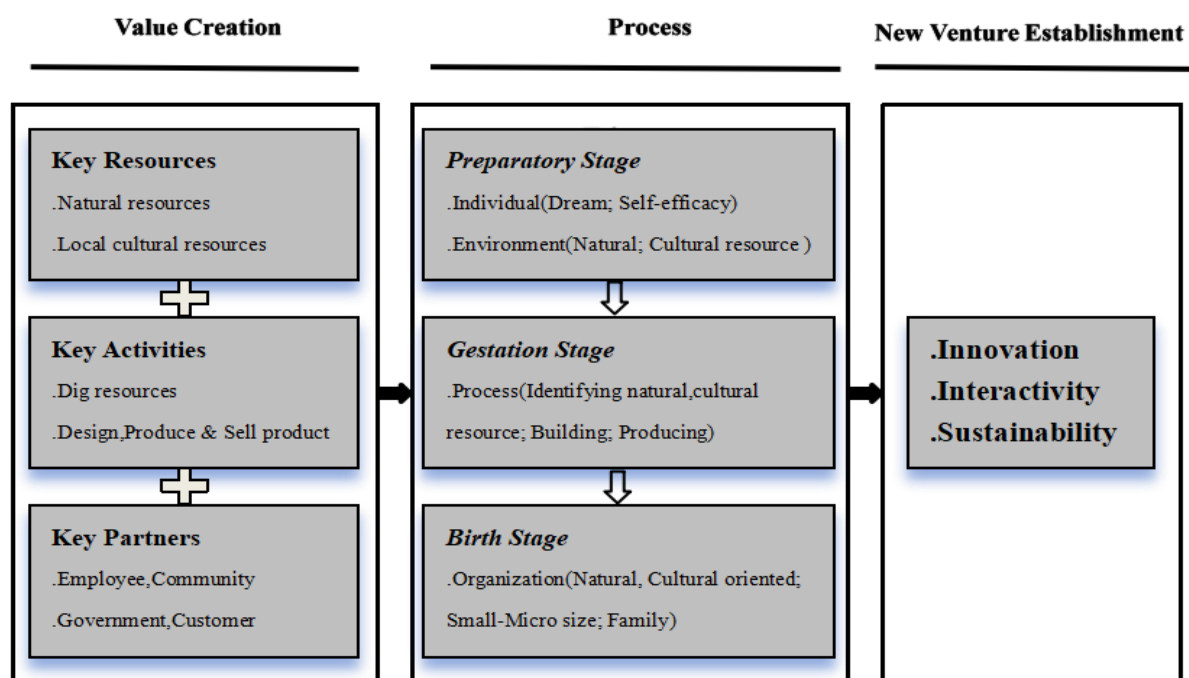 Value Creation
Process
New Venture Establishment
Key Resources
.Natural resources
.Local cultural resources
Key Activities
.Dig resources
.Design,Produce & Sell product
Key Partners
.Employee,Community
.Government,Customer
Preparatory Stage
.Individual(Dream; Self-efficacy)
.Environment(Natural; Cultural resource )
Gestation Stage
.Process(Identifying natural,cultural
resource; Building; Producing)
Birth Stage
.Organization(Natural, Cultural oriented;
Small-Micro size; Family)
.Innovation
.Interactivity
.Sustainability